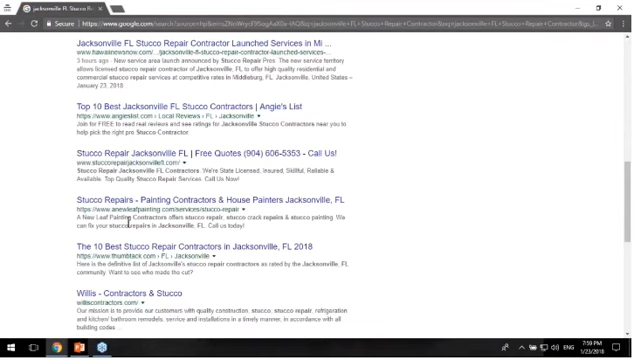 jacksonville FL Stucco Re
Secure
Jacksonville FL Stucco Repair Contractor Launched Services in Mi ...
3 hours ago - New service area launched announced by Stucco Repair Pros. The new service territory
allows licensed stucco repair contractor of Jacksonville, FL to offer high quality residential and
commercial stucco repair services at competitive rates in Middleburg, FL. Jacksonville, United States –
January 23, 2018
Top 10 Best Jacksonville FL Stucco Contractors | Angie's List
https://www.angieslist.com › Local Reviews › FL › Jacksonville
Join for FREE to read real reviews and see ratings for Jacksonville Stucco Contractors near you to
help pick the right pro Stucco Contractor.
Stucco Repair Jacksonville FL | Free Quotes (904) 606-5353 - Call Us!
Stucco Repair Jacksonville FL Contractors. We're State Licensed. Insured, Skillful, Reliable &
Available. Top Quality Stucco Repair Services. Call Us Now!
Stucco Repairs - Painting Contractors & House Painters Jacksonville, FL
https://www.anewleafpainting.com/services/stucco-repair
A New Leaf Painting Contractors offers stucco repair, stucco crack repairs & stucco painting. We
can fix your stucco repairs in Jacksonville, FL. Call us today!
The 10 Best Stucco Repair Contractors in Jacksonville, FL 2018
https://www.thumbtack.com › FL › Jacksonville
Here is the definitive list of Jacksonville's stucco repair contractors as rated by the Jacksonville, FL
community. Want to see who made the cut?
Willis - Contractors & Stucco
williscontractors.com/
Our mission is to provide our customers with quality construction, stucco, stucco repair, refrigeration
and kitchen/ bathroom remodels, service and installations in a timely manner, in accordance with all
building codes ...
ENG
7:59 PM
1/23/2018